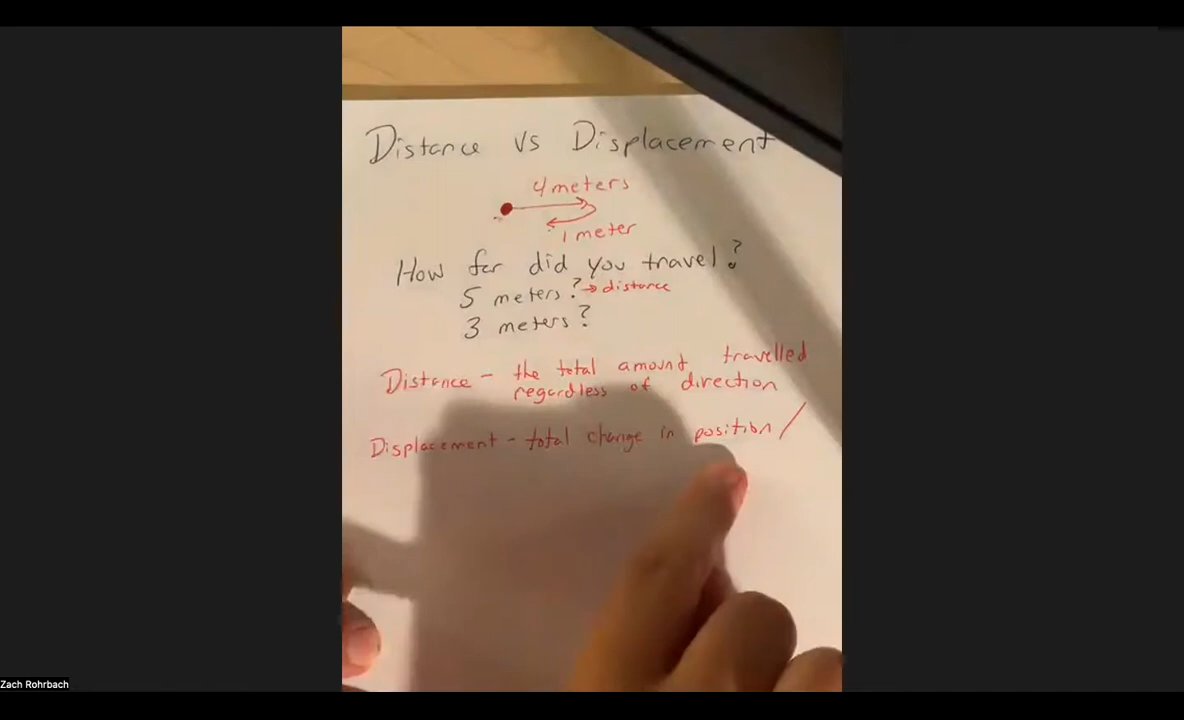 Distance vs Displacement
4 meters
1 meter
How far did you travel?
5 meters? → distance
3 meters?
Distance - the total amount travelled
regardless of direction
Displacement - total change in position /
Zach Rohrbach